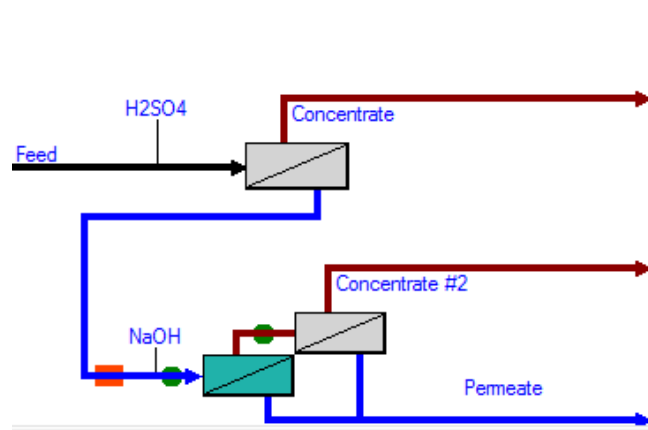 H2SO4
Concentrate
Feed
Concentrate #2
NaOH
Permeate